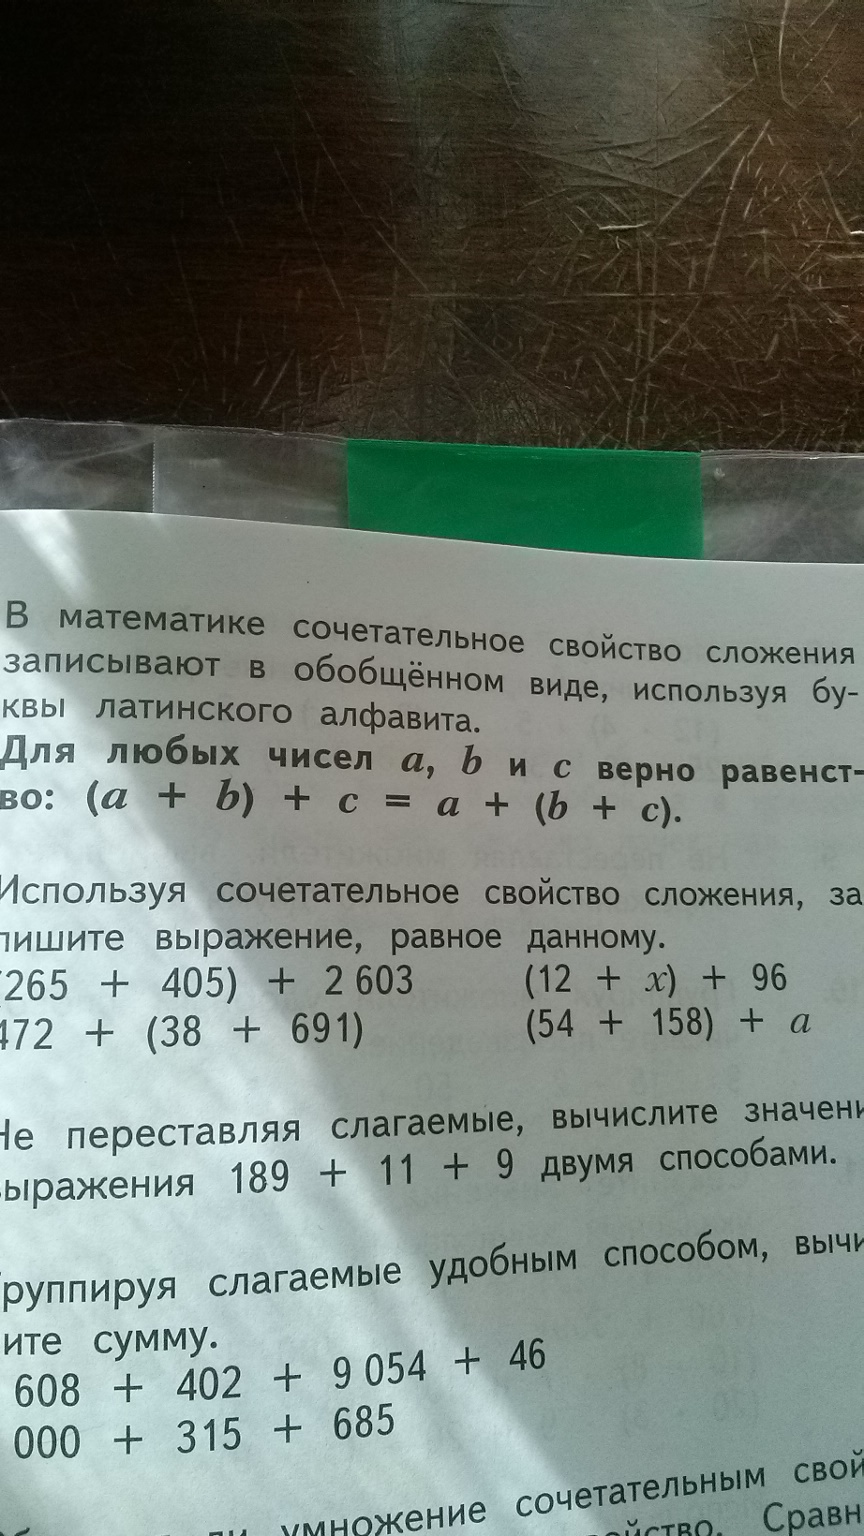 В математике сочетательное свойство сложения
записывают в обобщённом виде, используя бу-
квы латинского алфавита.
Для любых чисел a, b и c верно равенст-
во: (a + b) + c = a + (b + c).
Используя сочетательное свойство сложения, за
пишите выражение, равное данному.
(265 + 405) + 2 603 (12 + x) + 96
472 + (38 + 691) (54 + 158) + a
Не переставляя слагаемые, вычислите значени
выражения 189 + 11 + 9 двумя способами.
Группируя слагаемые удобным способом, вычи
ите сумму.
608 + 402 + 9 054 + 46
000 + 315 + 685
ли умножение сочетательным свой
Сравн